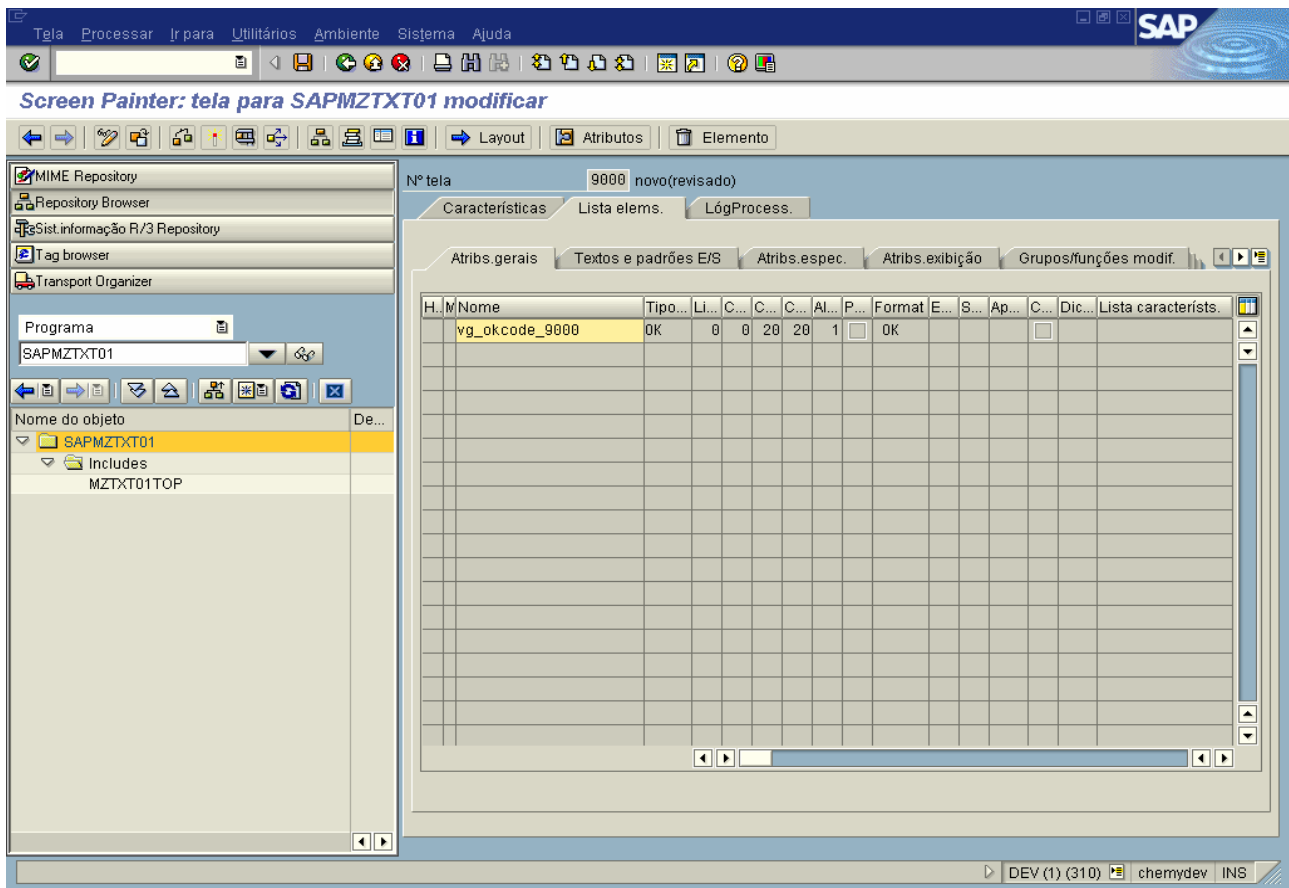 Tela Processar Ir para Utilitários Ambiente Sistema Ajuda
SAP
Screen Painter: tela para SAPMZTXT01 modificar
Layout Atributos Elemento
MIME Repository
Repository Browser
Sist.informação R/3 Repository
Tag browser
Transport Organizer
Programa
SAPMZTXT01
Nome do objeto De...
SAPMZTXT01
Includes
MZTXT01TOP
Nº tela 9000 novo(revisado)
Características Lista elems. LógProcess.
Atribs.gerais Textos e padrões E/S Atribs.espec. Atribs.exibição Grupos/funções modif.
H.. M Nome Tipo... Li... C... C... C... Al... P... Format E... S... Ap... C... Dic... Lista característs.
vg_okcode_9000 OK 0 0 20 20 1 OK
DEV (1) (310) chemydev INS